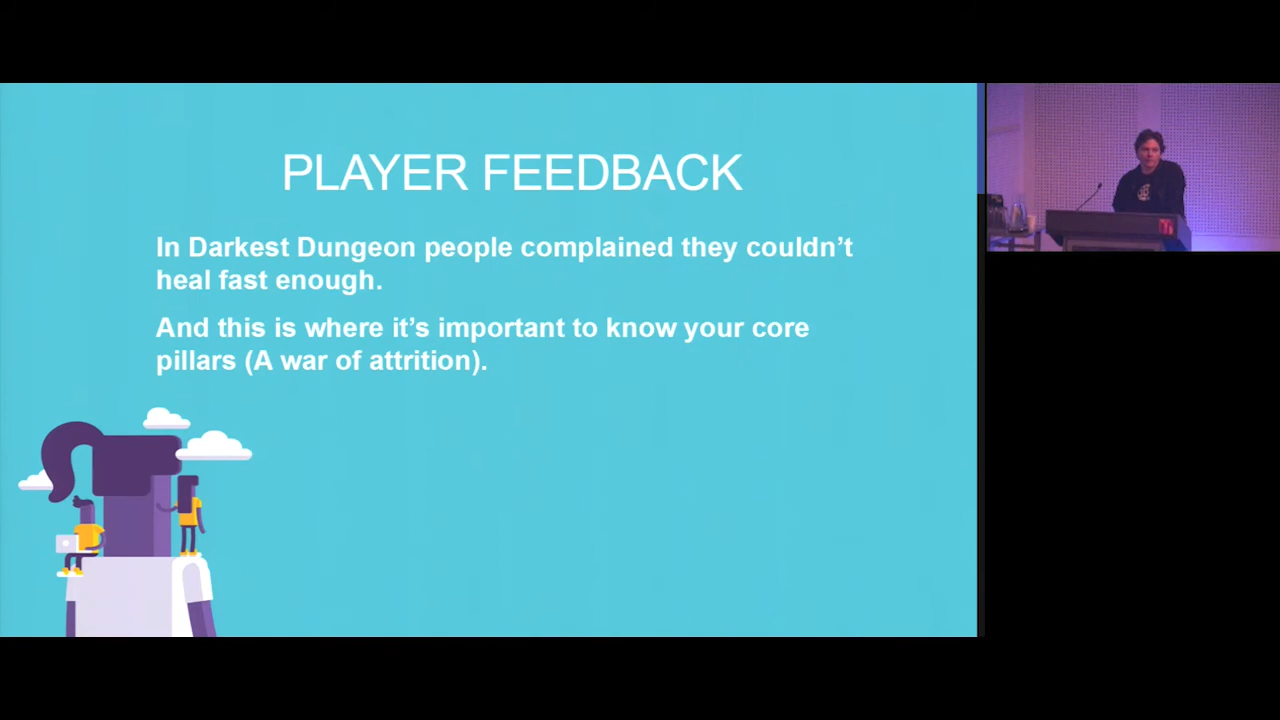 PLAYER FEEDBACK
In Darkest Dungeon people complained they couldn’t
heal fast enough.
And this is where it’s important to know your core
pillars (A war of attrition).